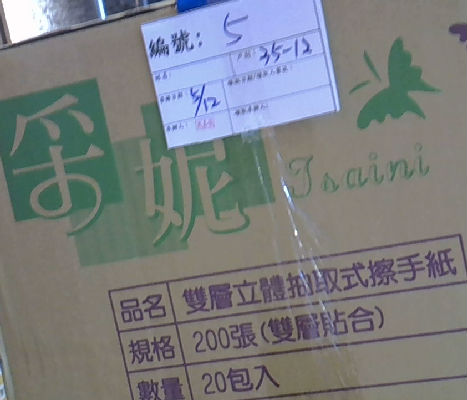 編號: 5
35-12
5/12
采妮
Tsaini
品名 雙層立體抽取式擦手紙
規格 200張(雙層貼合)
數量 20包入